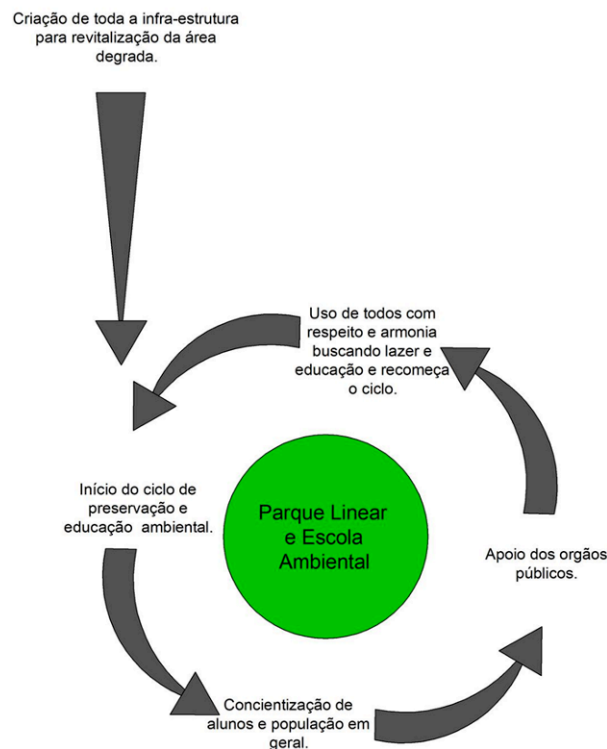 Criação de toda a infra-estrutura
para revitalização da área
degrada.
Uso de todos com
respeito e armonia
buscando lazer e
educação e recomeça
o ciclo.
Início do ciclo de
preservação e
educação ambiental.
Parque Linear
e Escola
Ambiental
Apoio dos orgãos
públicos.
Concientização de
alunos e população em
geral.